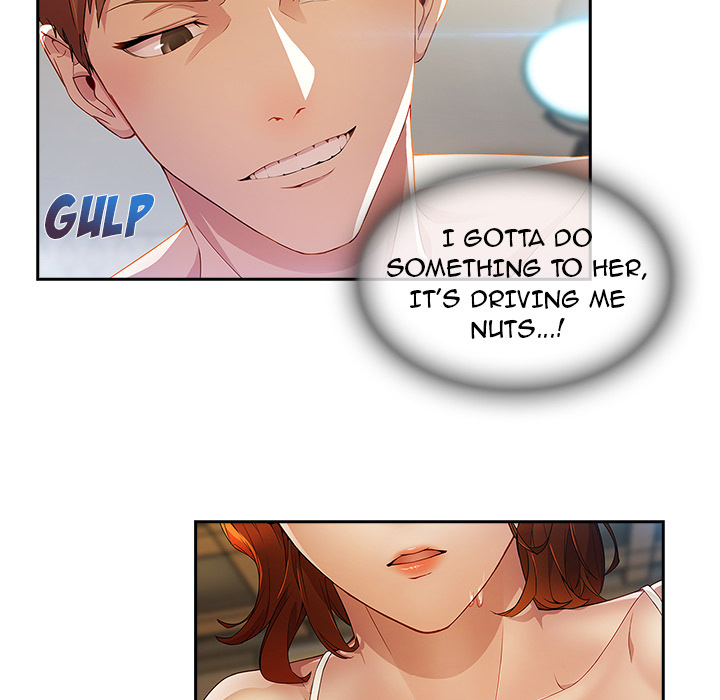 GULP
I GOTTA DO
SOMETHING TO HER,
IT'S DRIVING ME
NUTS...!